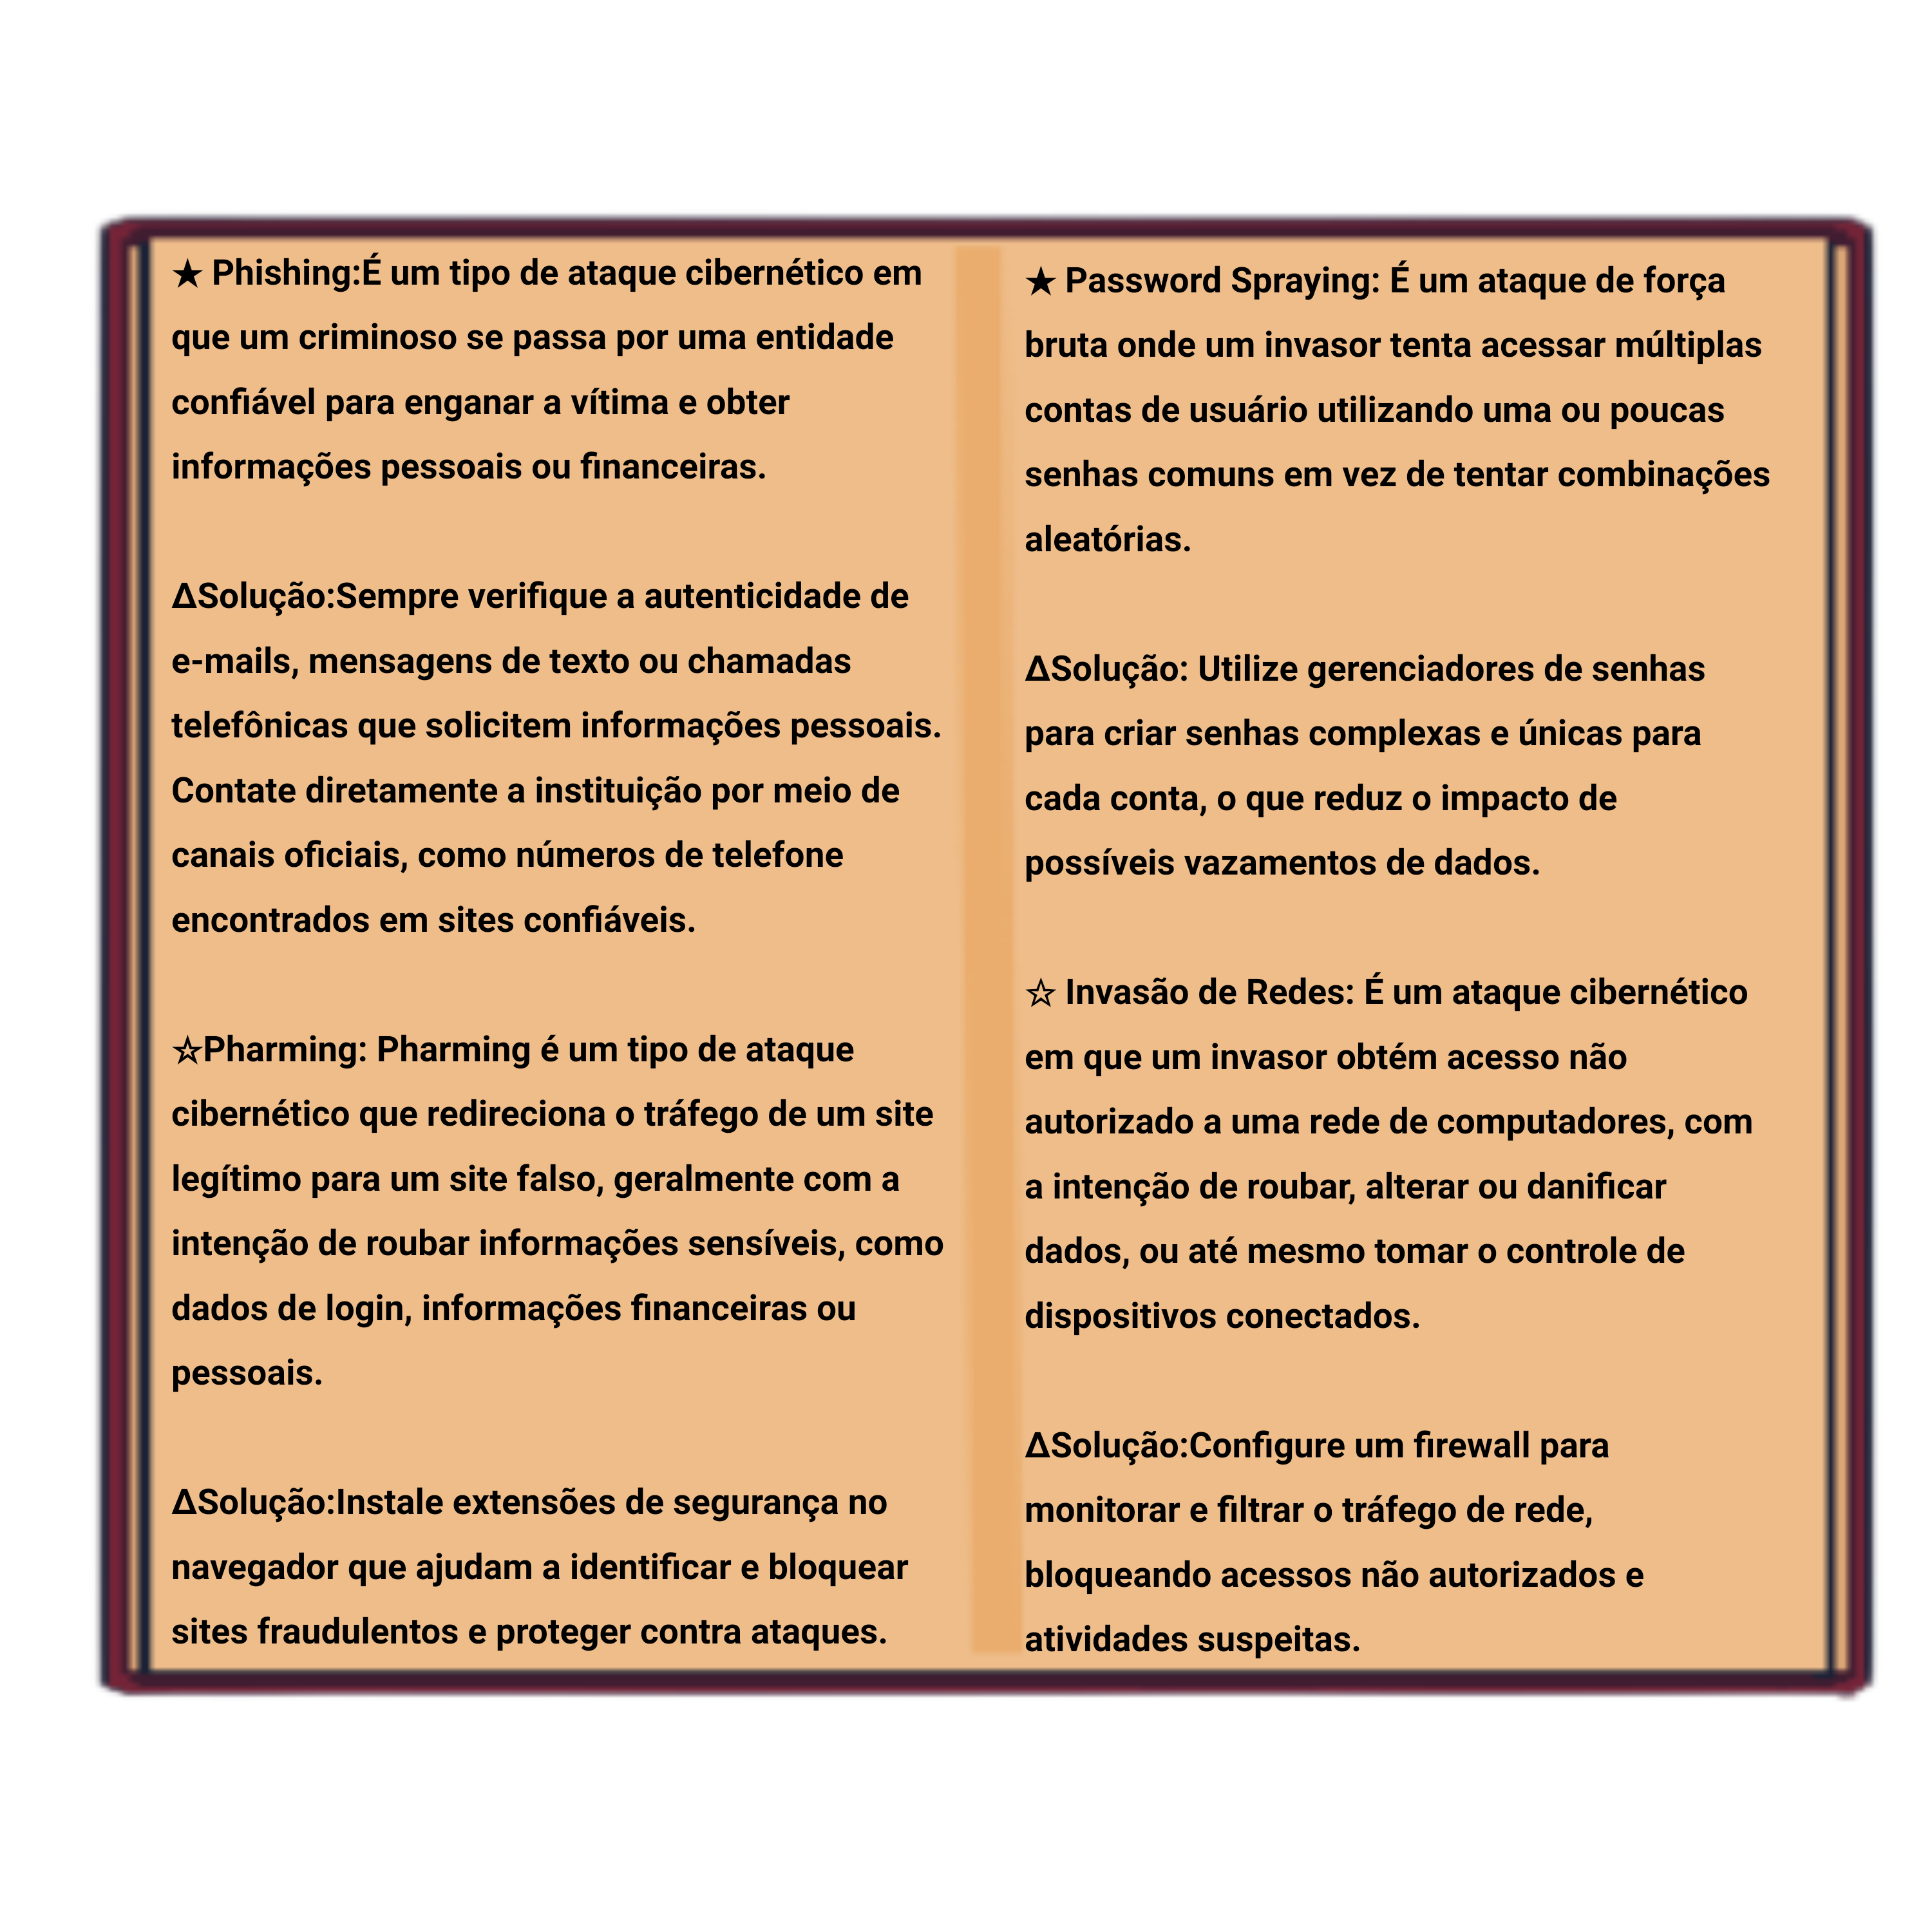 ★ Phishing:É um tipo de ataque cibernético em
que um criminoso se passa por uma entidade
confiável para enganar a vítima e obter
informações pessoais ou financeiras.
ΔSolução:Sempre verifique a autenticidade de
e-mails, mensagens de texto ou chamadas
telefônicas que solicitem informações pessoais.
Contate diretamente a instituição por meio de
canais oficiais, como números de telefone
encontrados em sites confiáveis.
☆Pharming: Pharming é um tipo de ataque
cibernético que redireciona o tráfego de um site
legítimo para um site falso, geralmente com a
intenção de roubar informações sensíveis, como
dados de login, informações financeiras ou
pessoais.
ΔSolução:Instale extensões de segurança no
navegador que ajudam a identificar e bloquear
sites fraudulentos e proteger contra ataques.
★ Password Spraying: É um ataque de força
bruta onde um invasor tenta acessar múltiplas
contas de usuário utilizando uma ou poucas
senhas comuns em vez de tentar combinações
aleatórias.
ΔSolução: Utilize gerenciadores de senhas
para criar senhas complexas e únicas para
cada conta, o que reduz o impacto de
possíveis vazamentos de dados.
☆ Invasão de Redes: É um ataque cibernético
em que um invasor obtém acesso não
autorizado a uma rede de computadores, com
a intenção de roubar, alterar ou danificar
dados, ou até mesmo tomar o controle de
dispositivos conectados.
ΔSolução:Configure um firewall para
monitorar e filtrar o tráfego de rede,
bloqueando acessos não autorizados e
atividades suspeitas.